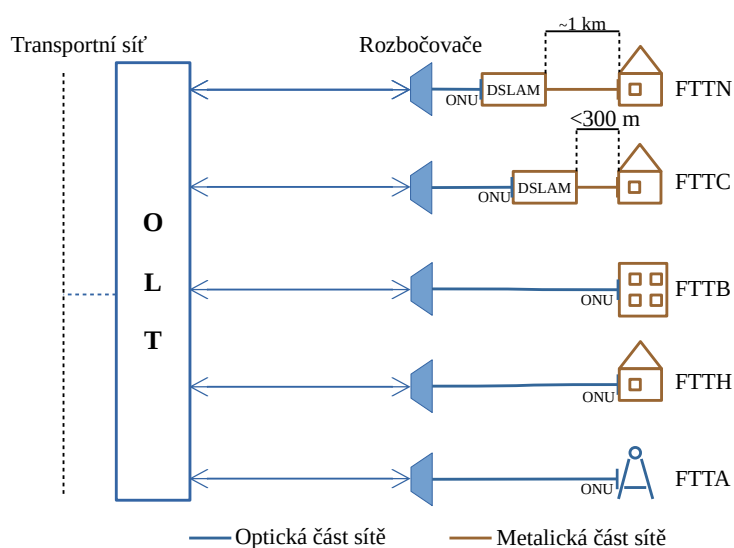 ~1 km
Transportní síť
Rozbočovače
DSLAM
FTTN
ONU
<300 m
DSLAM
FTTC
ONU
O
L
T
FTTB
ONU
FTTH
ONU
FTTA
ONU
Optická část sítě
Metalická část sítě